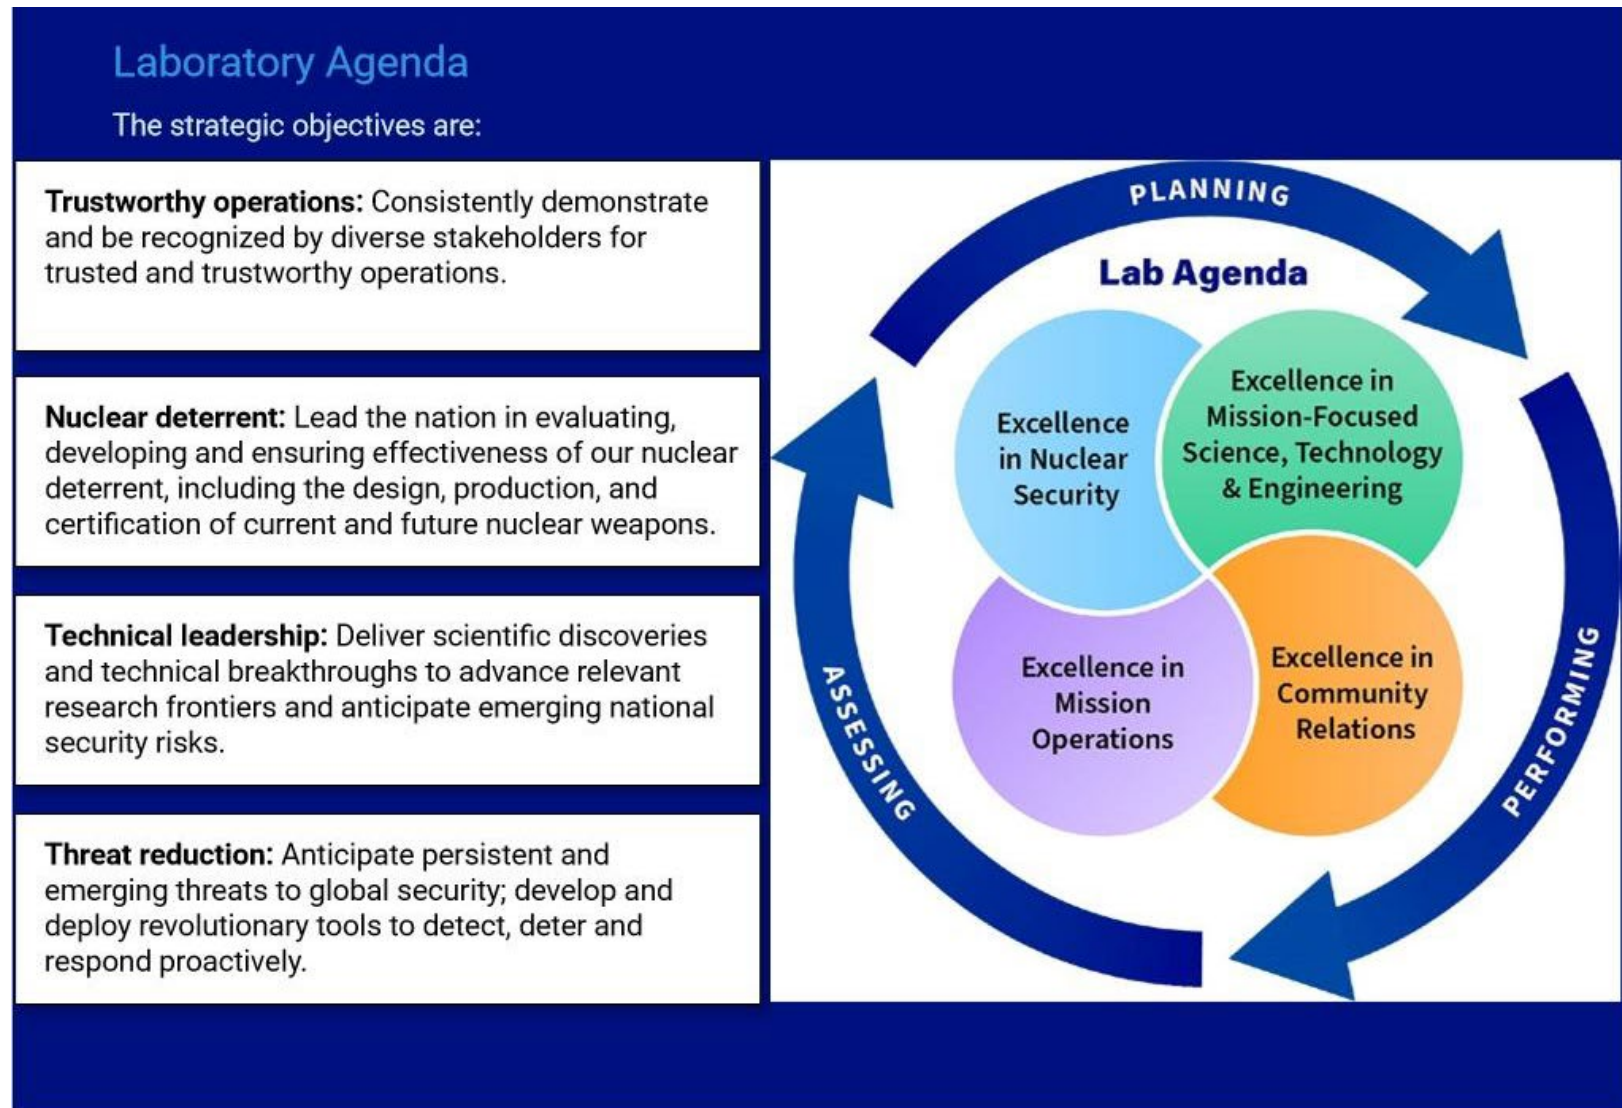 Laboratory Agenda
The strategic objectives are:
Trustworthy operations: Consistently demonstrate
and be recognized by diverse stakeholders for
trusted and trustworthy operations.
Nuclear deterrent: Lead the nation in evaluating,
developing and ensuring effectiveness of our nuclear
deterrent, including the design, production, and
certification of current and future nuclear weapons.
Technical leadership: Deliver scientific discoveries
and technical breakthroughs to advance relevant
research frontiers and anticipate emerging national
security risks.
Threat reduction: Anticipate persistent and
emerging threats to global security; develop and
deploy revolutionary tools to detect, deter and
respond proactively.
PLANNING
Lab Agenda
Excellence
in Nuclear
Security
Excellence in
Mission-Focused
Science, Technology
& Engineering
Excellence in
Mission
Operations
Excellence in
Community
Relations
PERFORMING
ASSESSING